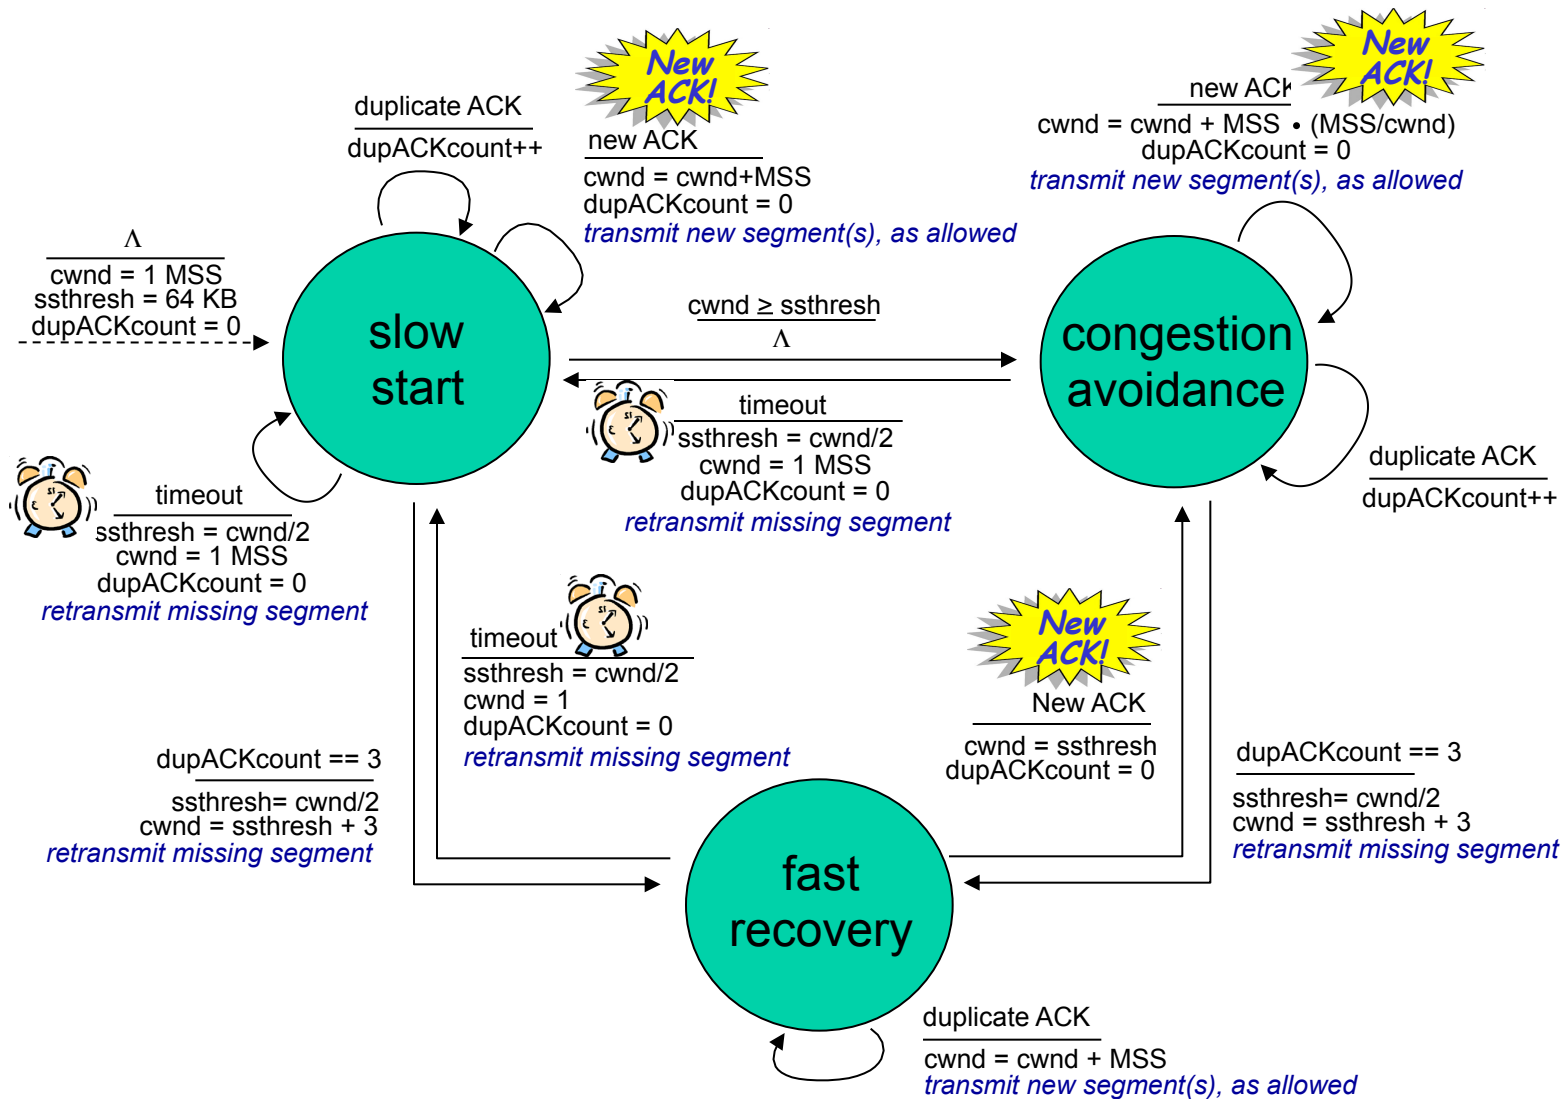 New
ACK!
duplicate ACK
dupACKcount++
new ACK
cwnd = cwnd+MSS
dupACKcount = 0
transmit new segment(s), as allowed
New
ACK!
new ACK
cwnd = cwnd + MSS • (MSS/cwnd)
dupACKcount = 0
transmit new segment(s), as allowed
Λ
cwnd = 1 MSS
ssthresh = 64 KB
dupACKcount = 0
slow
start
cwnd ≥ ssthresh
Λ
congestion
avoidance
timeout
ssthresh = cwnd/2
cwnd = 1 MSS
dupACKcount = 0
retransmit missing segment
duplicate ACK
dupACKcount++
timeout
ssthresh = cwnd/2
cwnd = 1 MSS
dupACKcount = 0
retransmit missing segment
timeout
ssthresh = cwnd/2
cwnd = 1
dupACKcount = 0
retransmit missing segment
New
ACK!
New ACK
cwnd = ssthresh
dupACKcount = 0
dupACKcount == 3
ssthresh= cwnd/2
cwnd = ssthresh + 3
retransmit missing segment
dupACKcount == 3
ssthresh= cwnd/2
cwnd = ssthresh + 3
retransmit missing segment
fast
recovery
duplicate ACK
cwnd = cwnd + MSS
transmit new segment(s), as allowed